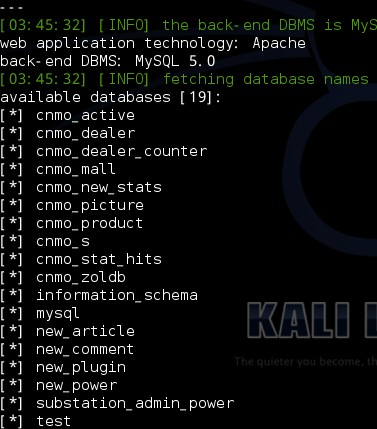 ---
[03:45:32] [INFO] the back-end DBMS is MyS
web application technology: Apache
back-end DBMS: MySQL 5.0
[03:45:32] [INFO] fetching database names
available databases [19]:
[*] cnmo_active
[*] cnmo_dealer
[*] cnmo_dealer_counter
[*] cnmo_mall
[*] cnmo_new_stats
[*] cnmo_picture
[*] cnmo_product
[*] cnmo_s
[*] cnmo_stat_hits
[*] cnmo_zoldb
[*] information_schema
[*] mysql
[*] new_article
[*] new_comment
[*] new_plugin
[*] new_power
[*] substation_admin_power
[*] test
KALI
The quieter you become, th